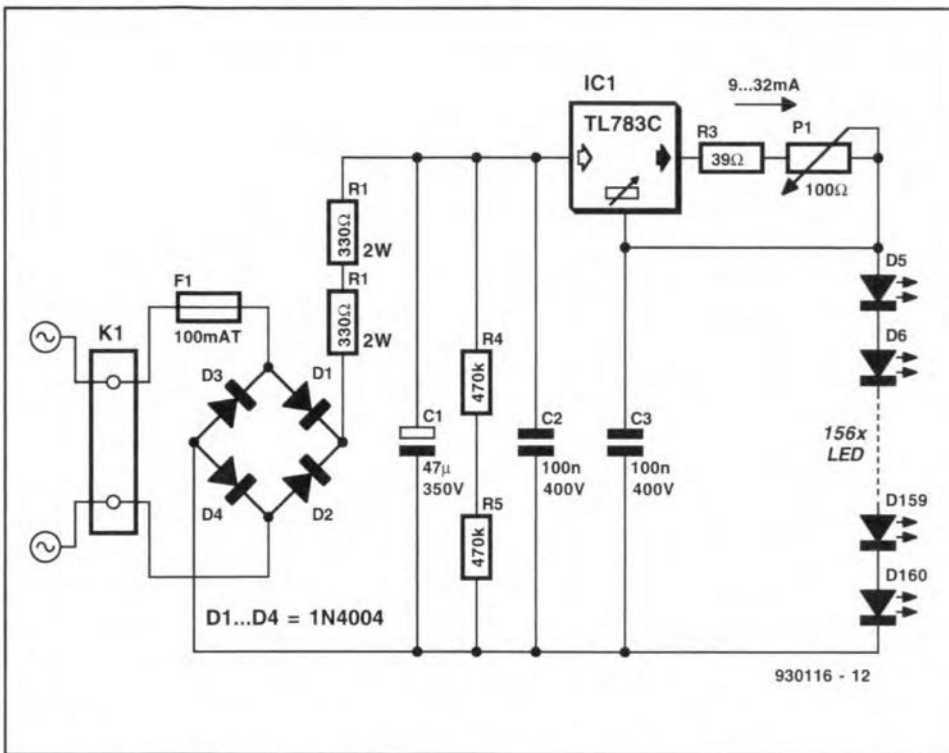 IC1
TL783C
9...32mA
R3
39Ω
P1
100Ω
R1
330Ω
2W
R1
330Ω
2W
F1
100mAT
K1
D3
D1
D4
D2
D1...D4 = 1N4004
C1
47µ
350V
R4
470k
R5
470k
C2
100n
400V
C3
100n
400V
D5
D6
156x
LED
D159
D160
930116 - 12